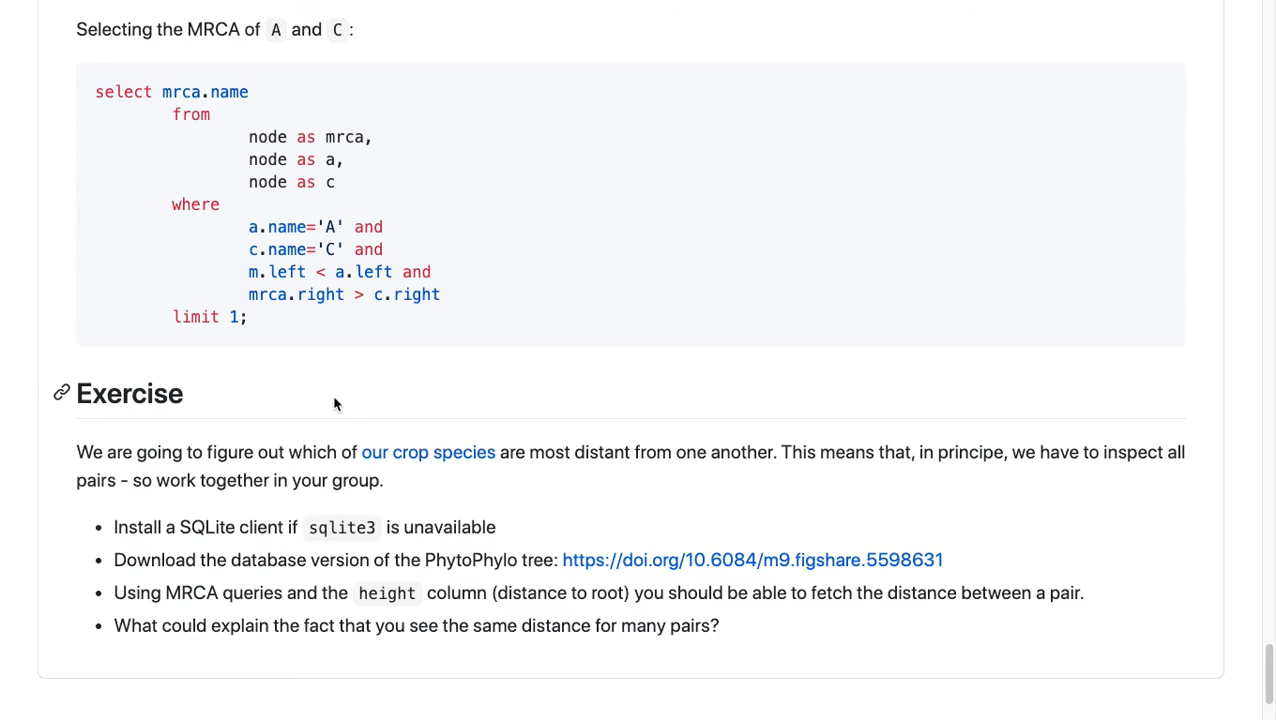 Selecting the MRCA of A and C :
select mrca.name
from
node as mrca,
node as a,
node as c
where
a.name='A' and
c.name='C' and
m.left < a.left and
mrca.right > c.right
limit 1;
Exercise
We are going to figure out which of our crop species are most distant from one another. This means that, in principe, we have to inspect all
pairs - so work together in your group.
• Install a SQLite client if sqlite3 is unavailable
• Download the database version of the PhytoPhylo tree: https://doi.org/10.6084/m9.figshare.5598631
• Using MRCA queries and the height column (distance to root) you should be able to fetch the distance between a pair.
• What could explain the fact that you see the same distance for many pairs?